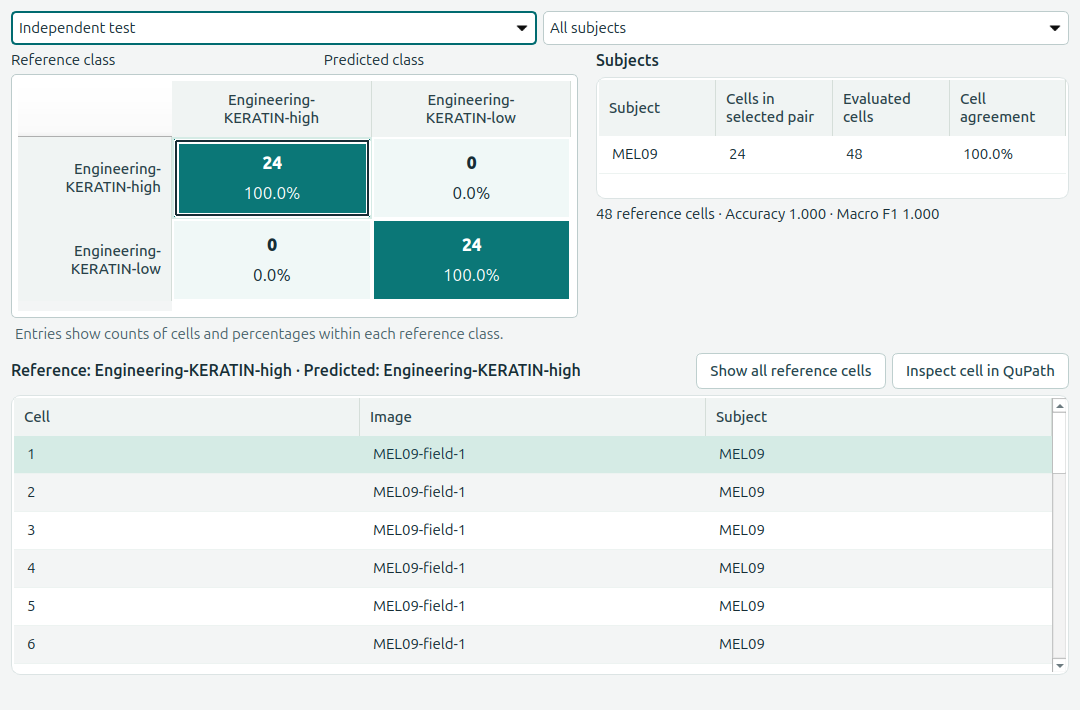 Independent test
All subjects
Reference class
Predicted class
Engineering-
KERATIN-high
Engineering-
KERATIN-low
Engineering-
KERATIN-high
24
100.0%
0
0.0%
Engineering-
KERATIN-low
0
0.0%
24
100.0%
Entries show counts of cells and percentages within each reference class.
Subjects
Subject
Cells in
selected pair
Evaluated
cells
Cell
agreement
MEL09 24 48 100.0%
48 reference cells · Accuracy 1.000 · Macro F1 1.000
Reference: Engineering-KERATIN-high · Predicted: Engineering-KERATIN-high
Show all reference cells
Inspect cell in QuPath
Cell Image Subject
1 MEL09-field-1 MEL09
2 MEL09-field-1 MEL09
3 MEL09-field-1 MEL09
4 MEL09-field-1 MEL09
5 MEL09-field-1 MEL09
6 MEL09-field-1 MEL09